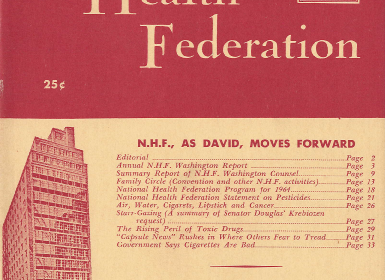 Health
Federation
25¢
N.H.F., AS DAVID, MOVES FORWARD
Editorial Page 2
Annual N.H.F. Washington Report Page 3
Summary Report of N.H.F. Washington Counsel Page 9
Family Circle (Convention and other N.H.F. activities) Page 13
National Health Federation Program for 1964 Page 18
National Health Federation Statement on Pesticides Page 21
Air, Water, Cigarets, Lipstick and Cancer Page 26
Starr-Gazing (A summary of Senator Douglas' Krebiozen
request) Page 27
The Rising Peril of Toxic Drugs Page 29
"Capsule News" Rushes in Where Others Fear to Tread Page 31
Government Says Cigarettes Are Bad Page 33